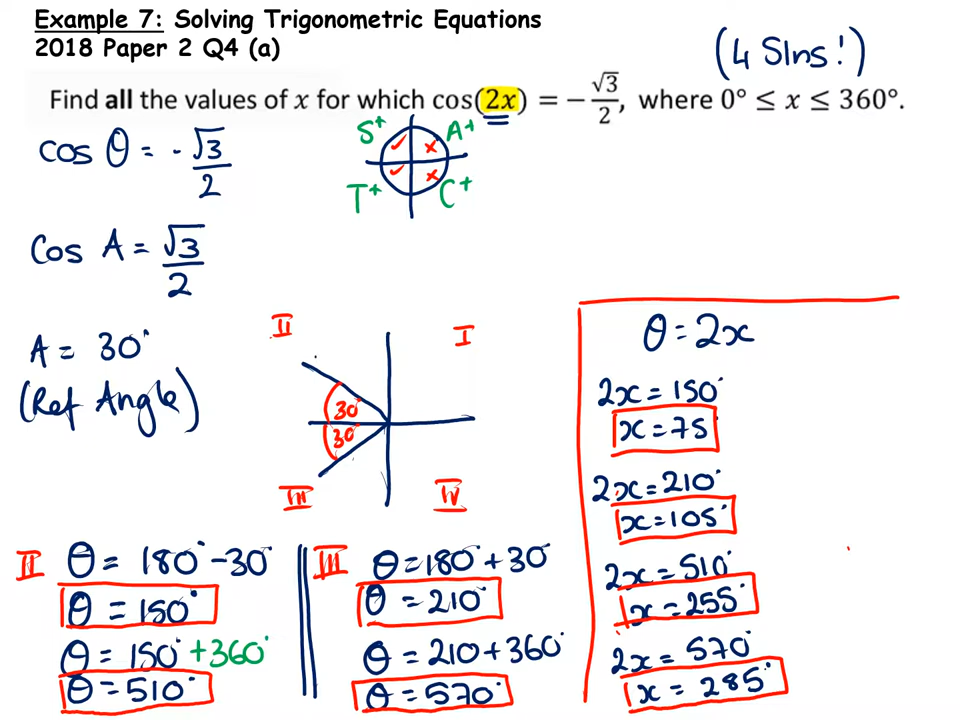 Example 7: Solving Trigonometric Equations
2018 Paper 2 Q4 (a)
(4 Slns!)
Find all the values of x for which cos(2x) = -√3/2, where 0° ≤ x ≤ 360°.
cos θ = -√3/2
S+ A+
T+ C+
cos A = √3/2
A = 30°
(Ref Angle)
II I
30°
30°
III IV
II θ = 180° - 30°
θ = 150°
θ = 150° + 360°
θ = 510°
III θ = 180° + 30°
θ = 210°
θ = 210 + 360°
θ = 570°
θ = 2x
2x = 150°
x = 75°
2x = 210°
x = 105°
2x = 510°
x = 255°
2x = 570°
x = 285°